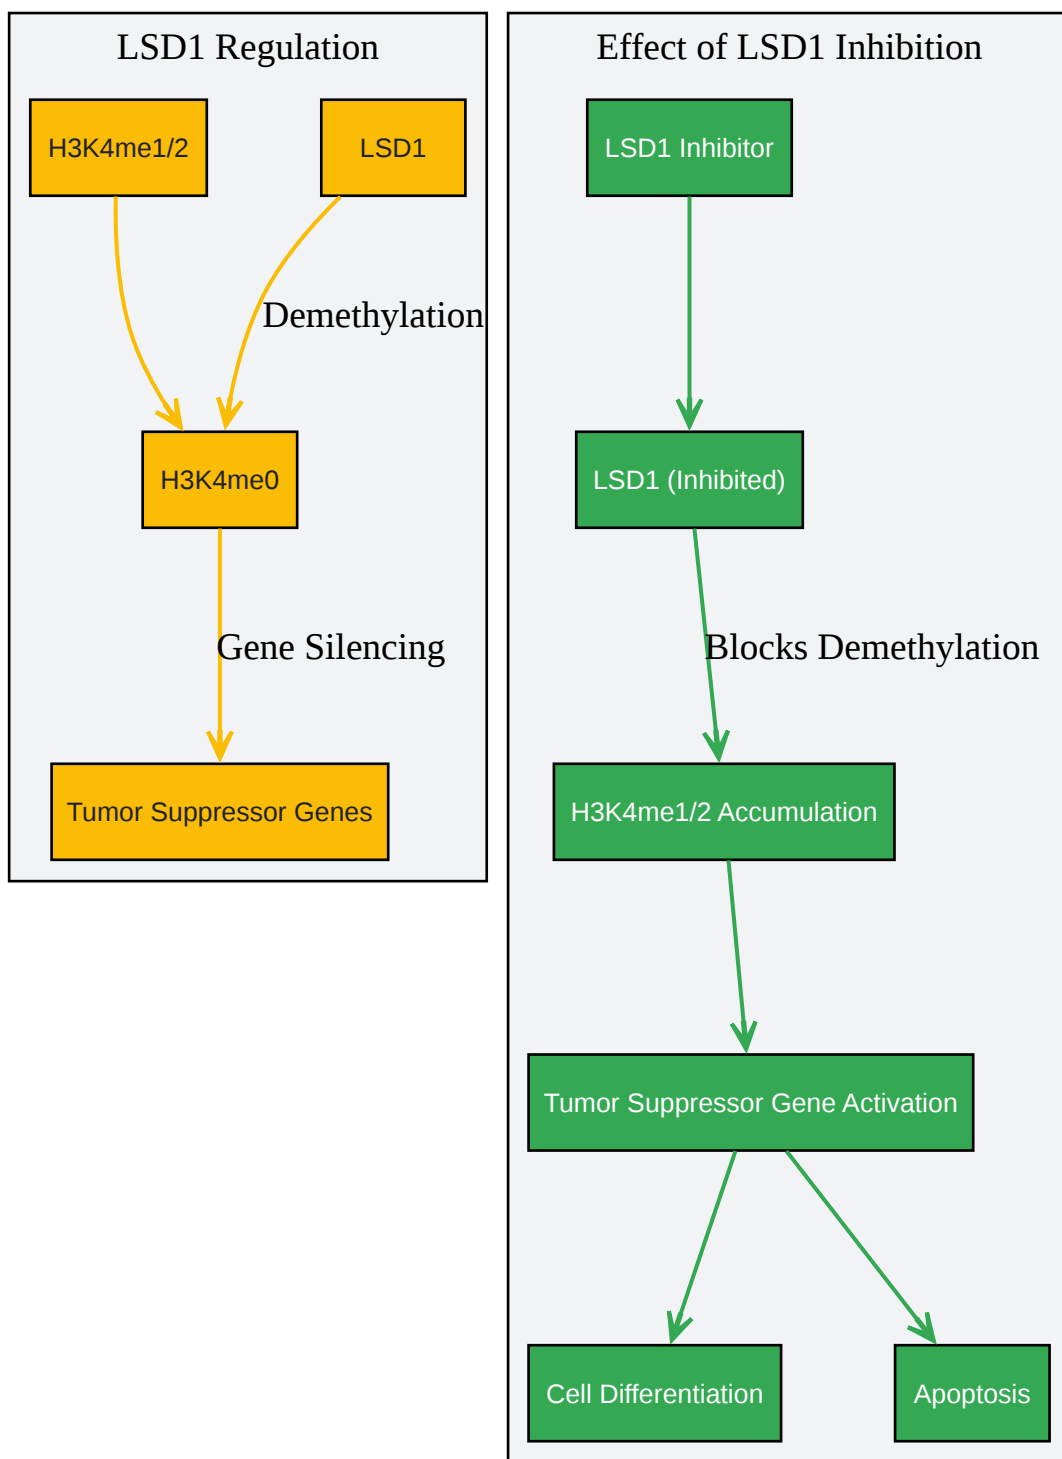 LSD1 Regulation
H3K4me1/2
LSD1
Demethylation
H3K4me0
Gene Silencing
Tumor Suppressor Genes
Effect of LSD1 Inhibition
LSD1 Inhibitor
LSD1 (Inhibited)
Blocks Demethylation
H3K4me1/2 Accumulation
Tumor Suppressor Gene Activation
Cell Differentiation
Apoptosis